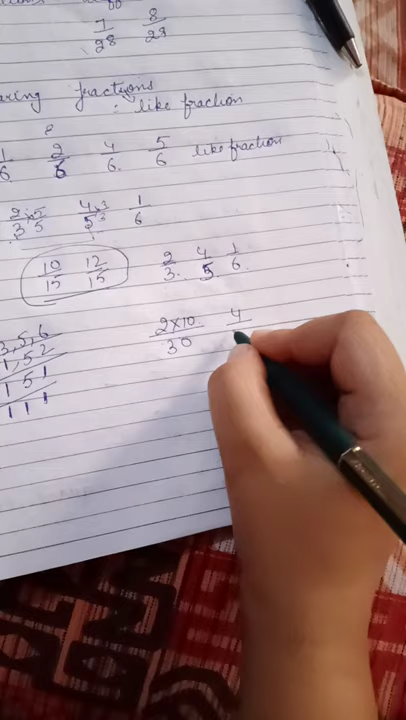 7/28 8/28
fractions
: like fraction
1/6 2/6 4/6 5/6 like fraction
2×5/3×5 4×3/5×3 1/6
10/15 12/15 2/3 4/5 1/6
2×10/30 4
3,5,6
1,5,2
1 5 1
1 1 1